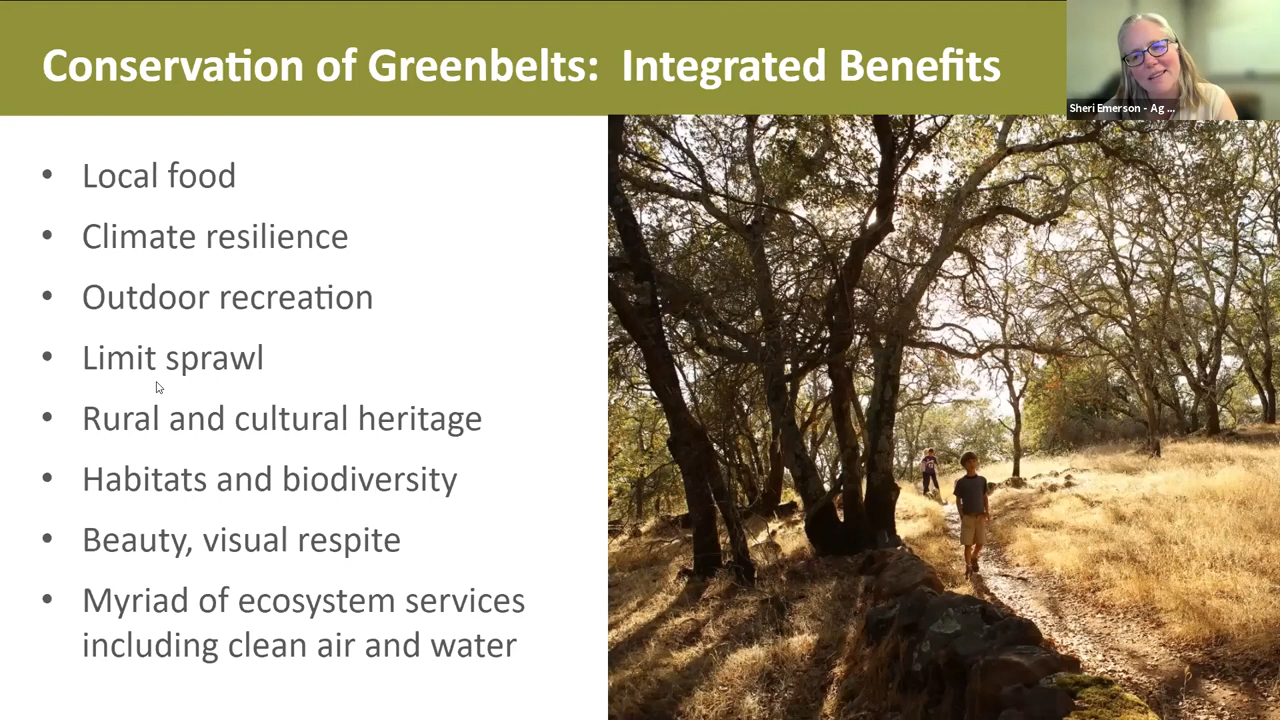 Conservation of Greenbelts:  Integrated Benefits
Sheri Emerson - Ag ...
• Local food
• Climate resilience
• Outdoor recreation
• Limit sprawl
• Rural and cultural heritage
• Habitats and biodiversity
• Beauty, visual respite
• Myriad of ecosystem services
including clean air and water